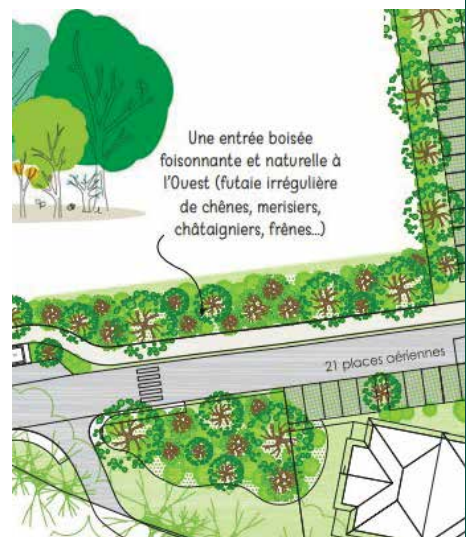 Une entrée boisée
foisonnante et naturelle à
l'Ouest (futaie irrégulière
de chênes, merisiers,
châtaigniers, frênes...)
21 places aériennes